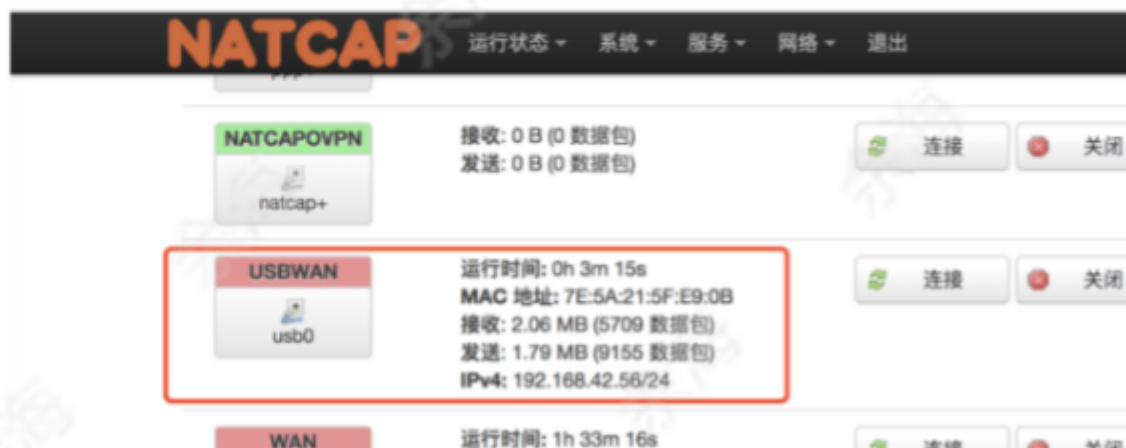 NATCAP 运行状态 系统 服务 网络 退出
NATCAPOVPN
natcap+
接收: 0 B (0 数据包)
发送: 0 B (0 数据包)
连接 关闭
USBWAN
usb0
运行时间: 0h 3m 15s
MAC 地址: 7E:5A:21:5F:E9:0B
接收: 2.06 MB (5709 数据包)
发送: 1.79 MB (9155 数据包)
IPv4: 192.168.42.56/24
连接 关闭
WAN
运行时间: 1h 33m 16s
连接 关闭